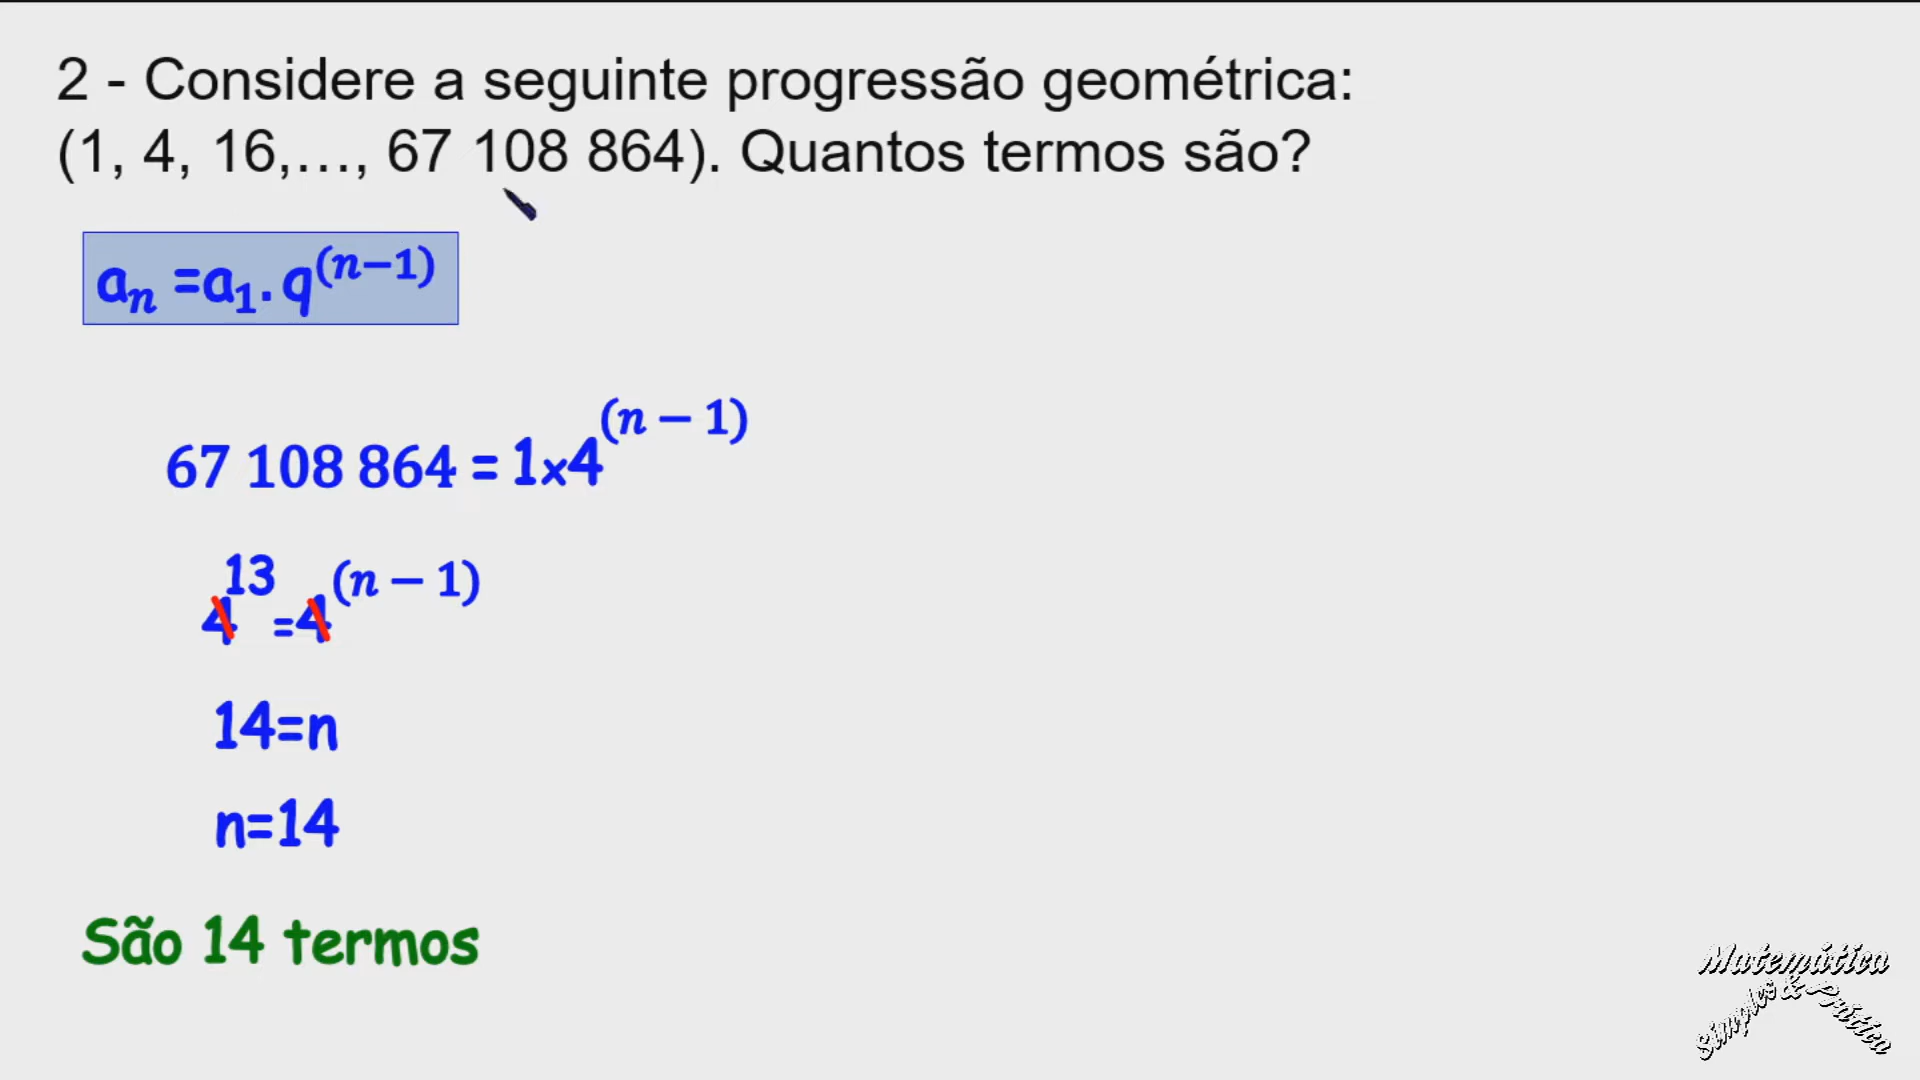 2 - Considere a seguinte progressão geométrica:
(1, 4, 16,…, 67 108 864). Quantos termos são?
aₙ =a₁. q⁽ⁿ⁻¹⁾
67 108 864 = 1x4⁽ⁿ ⁻ ¹⁾
4¹³ =4⁽ⁿ ⁻ ¹⁾
14=n
n=14
São 14 termos
Matemática
Simples & Prática